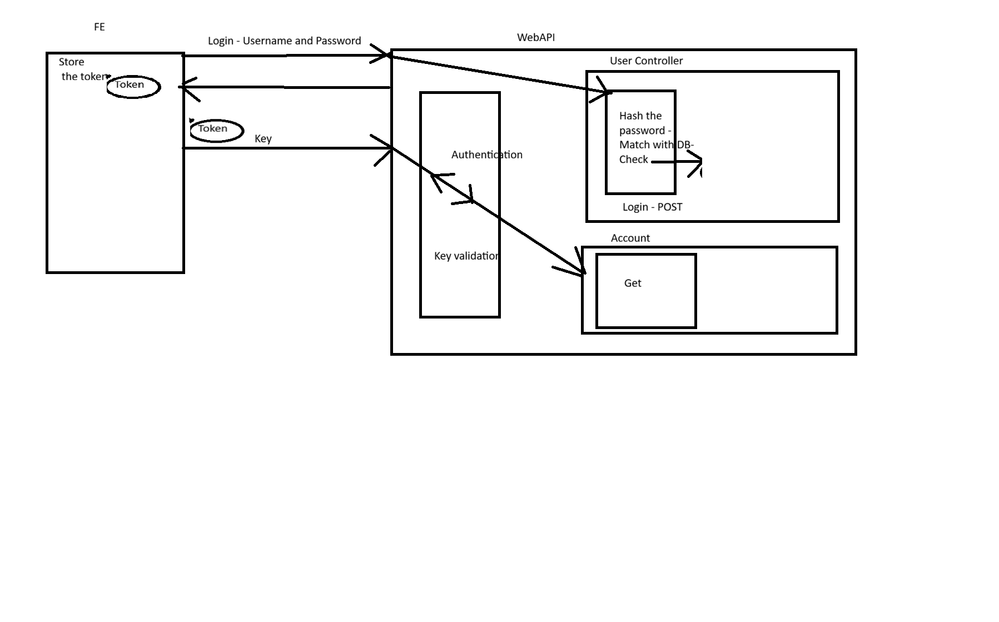 FE
Login - Username and Password
WebAPI
Store
the token
Token
User Controller
Token
Key
Hash the
password -
Match with DB-
Check
Authentication
Login - POST
Account
Key validation
Get